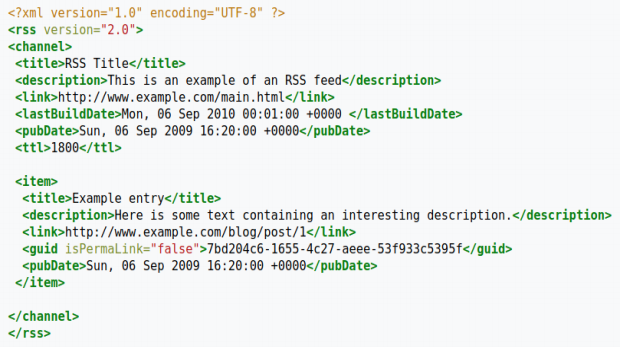 <?xml version="1.0" encoding="UTF-8" ?>
<rss version="2.0">
<channel>
<title>RSS Title</title>
<description>This is an example of an RSS feed</description>
<link>http://www.example.com/main.html</link>
<lastBuildDate>Mon, 06 Sep 2010 00:01:00 +0000 </lastBuildDate>
<pubDate>Sun, 06 Sep 2009 16:20:00 +0000</pubDate>
<ttl>1800</ttl>
<item>
<title>Example entry</title>
<description>Here is some text containing an interesting description.</description>
<link>http://www.example.com/blog/post/1</link>
<guid isPermaLink="false">7bd204c6-1655-4c27-aeee-53f933c5395f</guid>
<pubDate>Sun, 06 Sep 2009 16:20:00 +0000</pubDate>
</item>
</channel>
</rss>